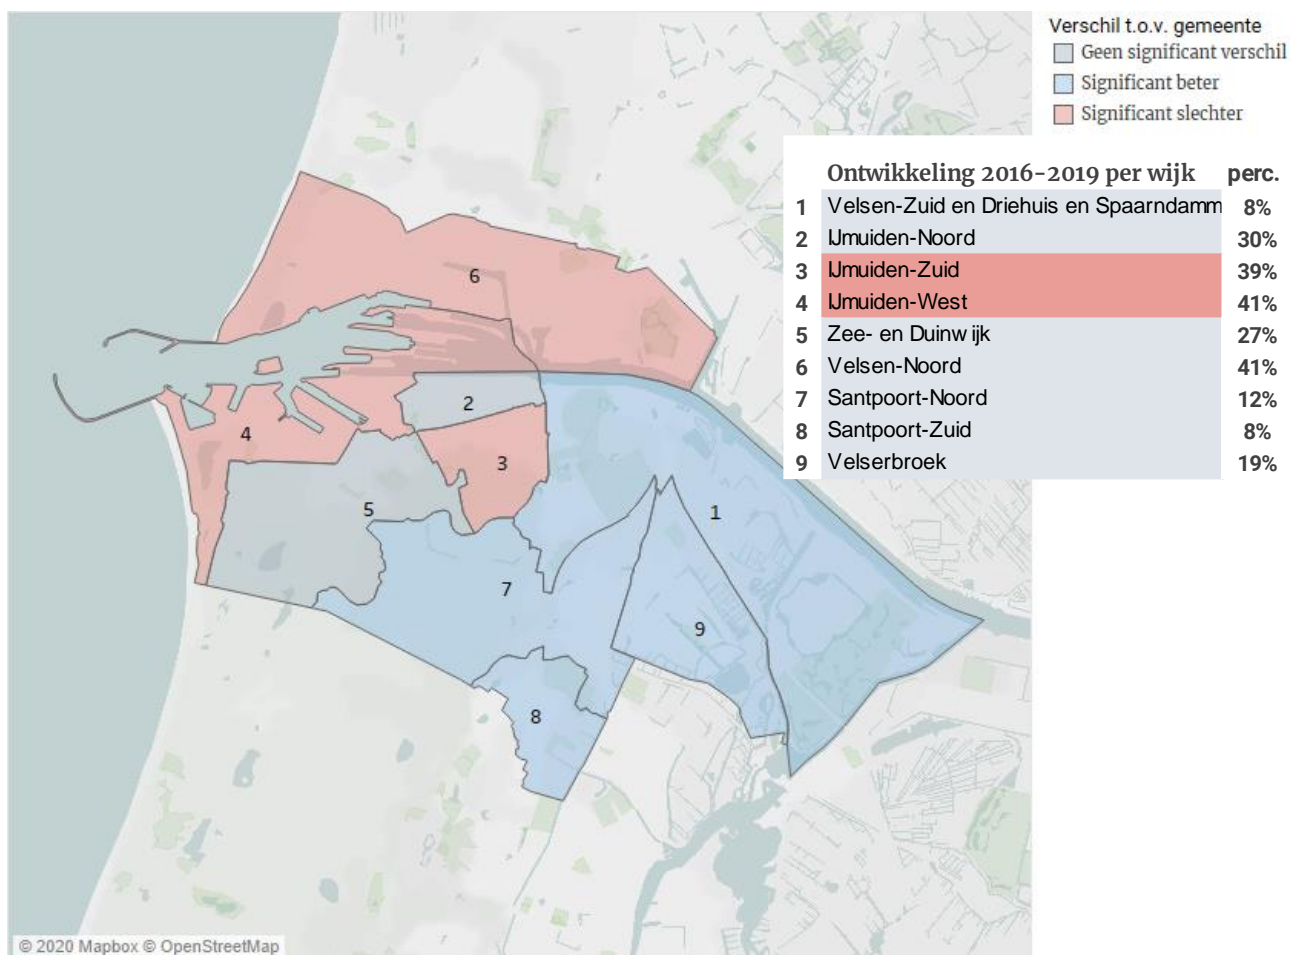 Verschil t.o.v. gemeente
Geen significant verschil
Significant beter
Significant slechter
Ontwikkeling 2016-2019 per wijk perc.
1 Velsen-Zuid en Driehuis en Spaarndamm 8%
2 IJmuiden-Noord 30%
3 IJmuiden-Zuid 39%
4 IJmuiden-West 41%
5 Zee- en Duinwijk 27%
6 Velsen-Noord 41%
7 Santpoort-Noord 12%
8 Santpoort-Zuid 8%
9 Velserbroek 19%
6
2
4
3
5
1
7
9
8
© 2020 Mapbox © OpenStreetMap